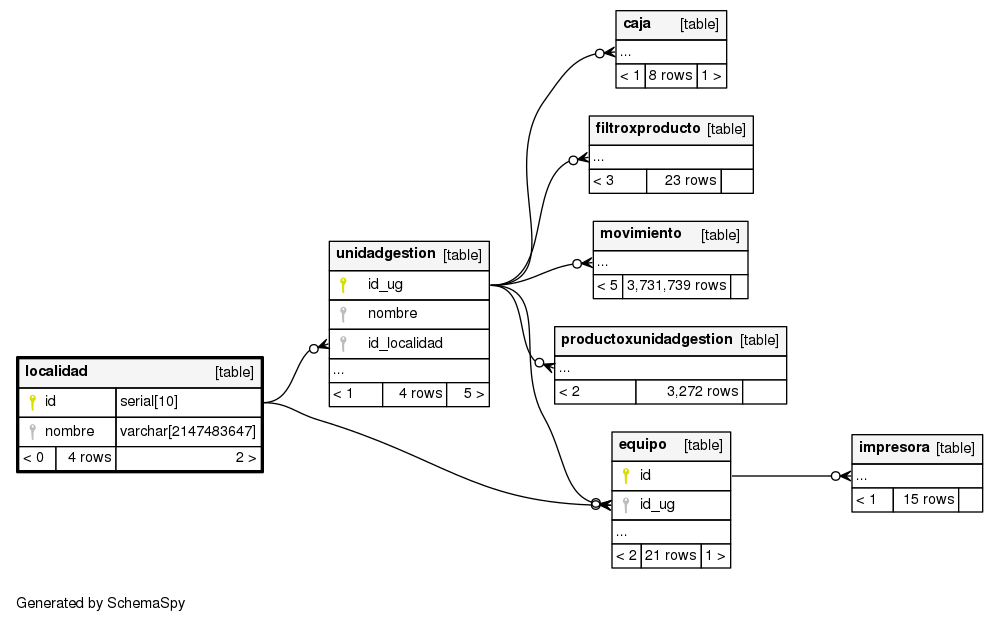 caja [table]
...
< 1 8 rows 1 >
filtroxproducto [table]
...
< 3 23 rows
movimiento [table]
...
< 5 3,731,739 rows
unidadgestion [table]
id_ug
nombre
id_localidad
...
< 1 4 rows 5 >
productoxunidadgestion [table]
...
< 2 3,272 rows
localidad [table]
id serial[10]
nombre varchar[2147483647]
< 0 4 rows 2 >
equipo [table]
id
id_ug
...
< 2 21 rows 1 >
impresora [table]
...
< 1 15 rows
Generated by SchemaSpy